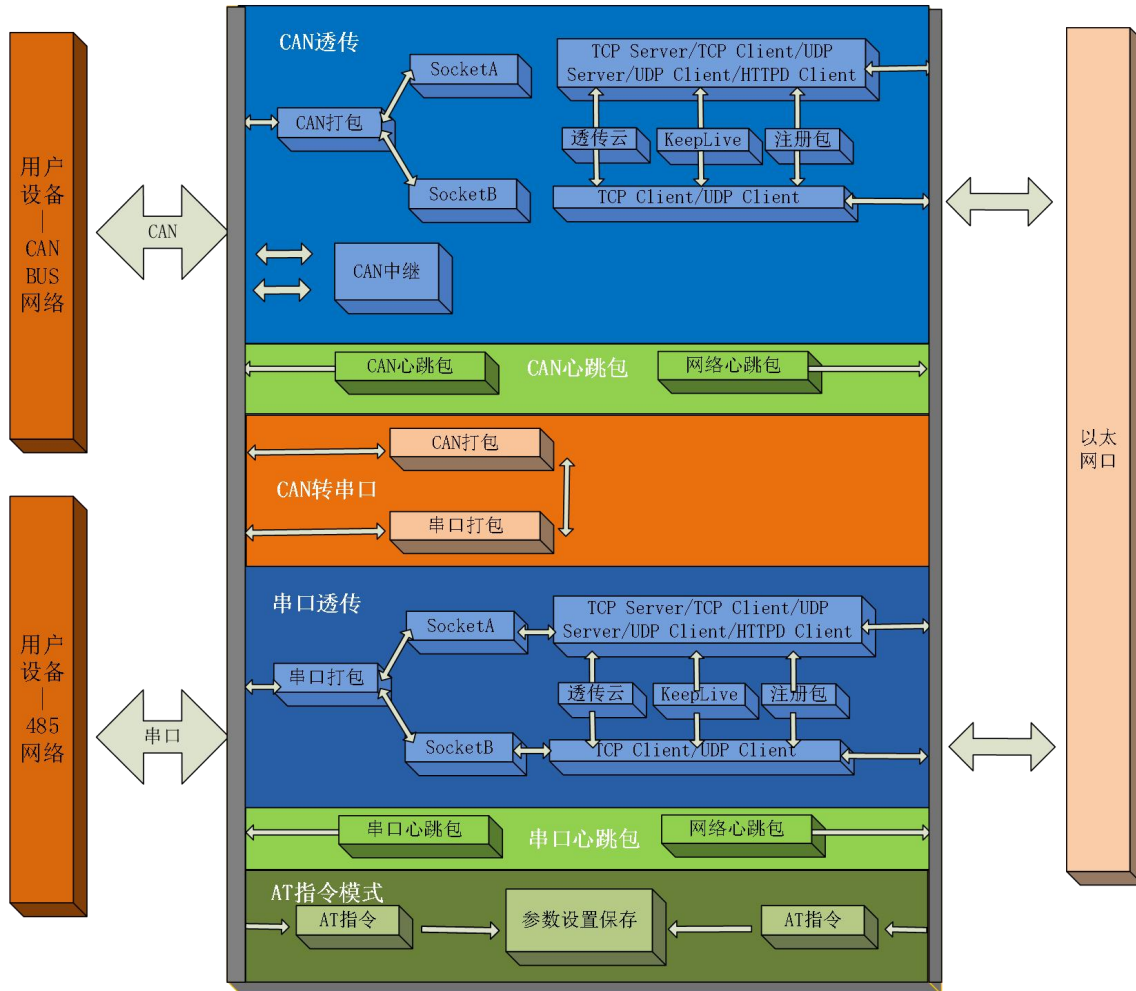 用户
设备
|
CAN
BUS
网络
CAN
CAN透传
CAN打包
SocketA
SocketB
TCP Server/TCP Client/UDP
Server/UDP Client/HTTPD Client
透传云
KeepLive
注册包
TCP Client/UDP Client
CAN中继
CAN心跳包
CAN心跳包
网络心跳包
CAN打包
CAN转串口
串口打包
以太
网口
用户
设备
|
485
网络
串口
串口透传
串口打包
SocketA
SocketB
TCP Server/TCP Client/UDP
Server/UDP Client/HTTPD Client
透传云
KeepLive
注册包
TCP Client/UDP Client
串口心跳包
串口心跳包
网络心跳包
AT指令模式
AT指令
参数设置保存
AT指令